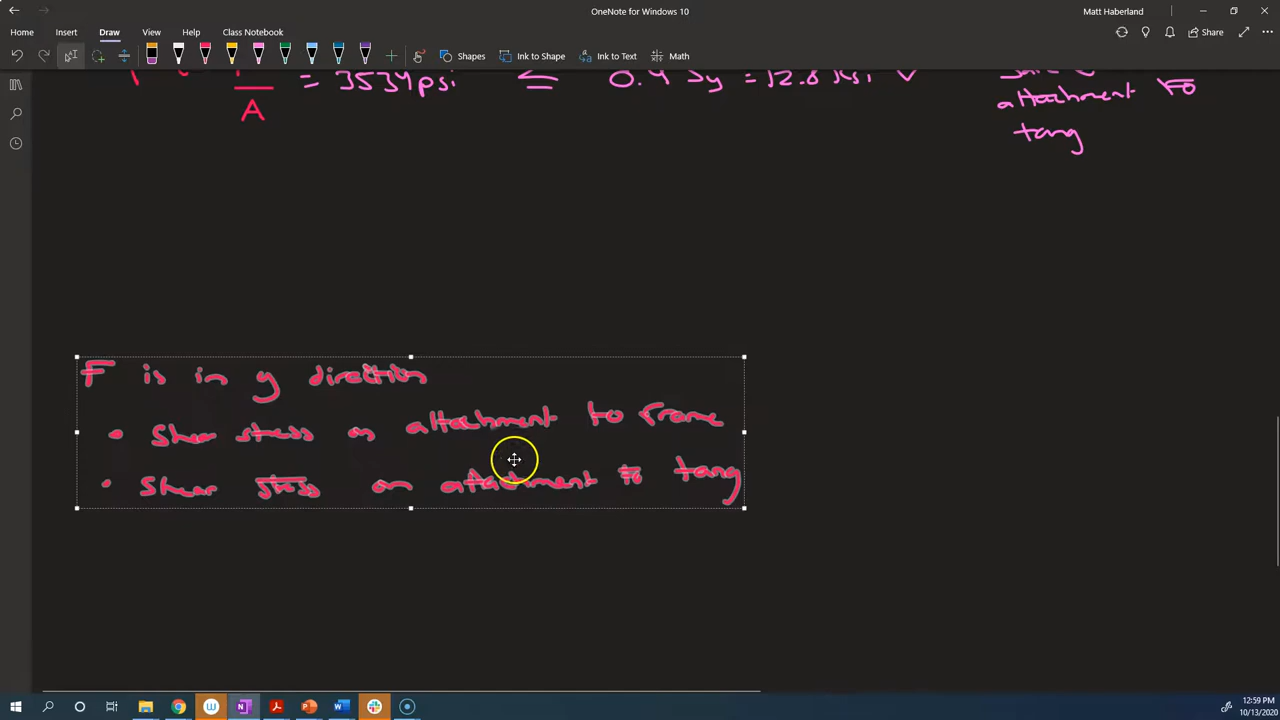 OneNote for Windows 10
Matt Haberland
Home Insert Draw View Help Class Notebook
Share
Shapes Ink to Shape Ink to Text Math
A
= 3534 psi ≤ 0.4 Sy = 12.8 ksi ✓
attachment to
tang
F is in y direction
• Shear stress on attachment to frame
• Shear stress on attachment to tang
12:59 PM
10/13/2020